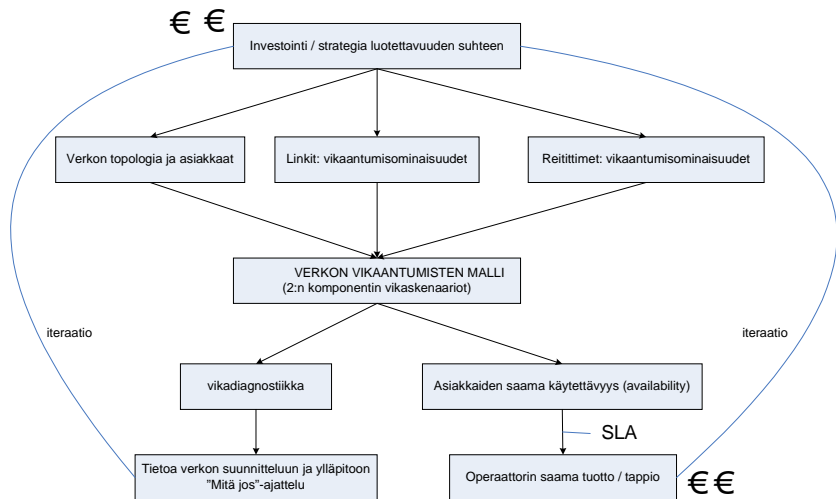 € €
Investointi / strategia luotettavuuden suhteen
Verkon topologia ja asiakkaat
Linkit: vikaantumisominaisuudet
Reitittimet: vikaantumisominaisuudet
VERKON VIKAANTUMISTEN MALLI
(2:n komponentin vikaskenaariot)
iteraatio
iteraatio
vikadiagnostiikka
Asiakkaiden saama käytettävyys (availability)
SLA
Tietoa verkon suunnitteluun ja ylläpitoon
"Mitä jos"-ajattelu
Operaattorin saama tuotto / tappio
€€